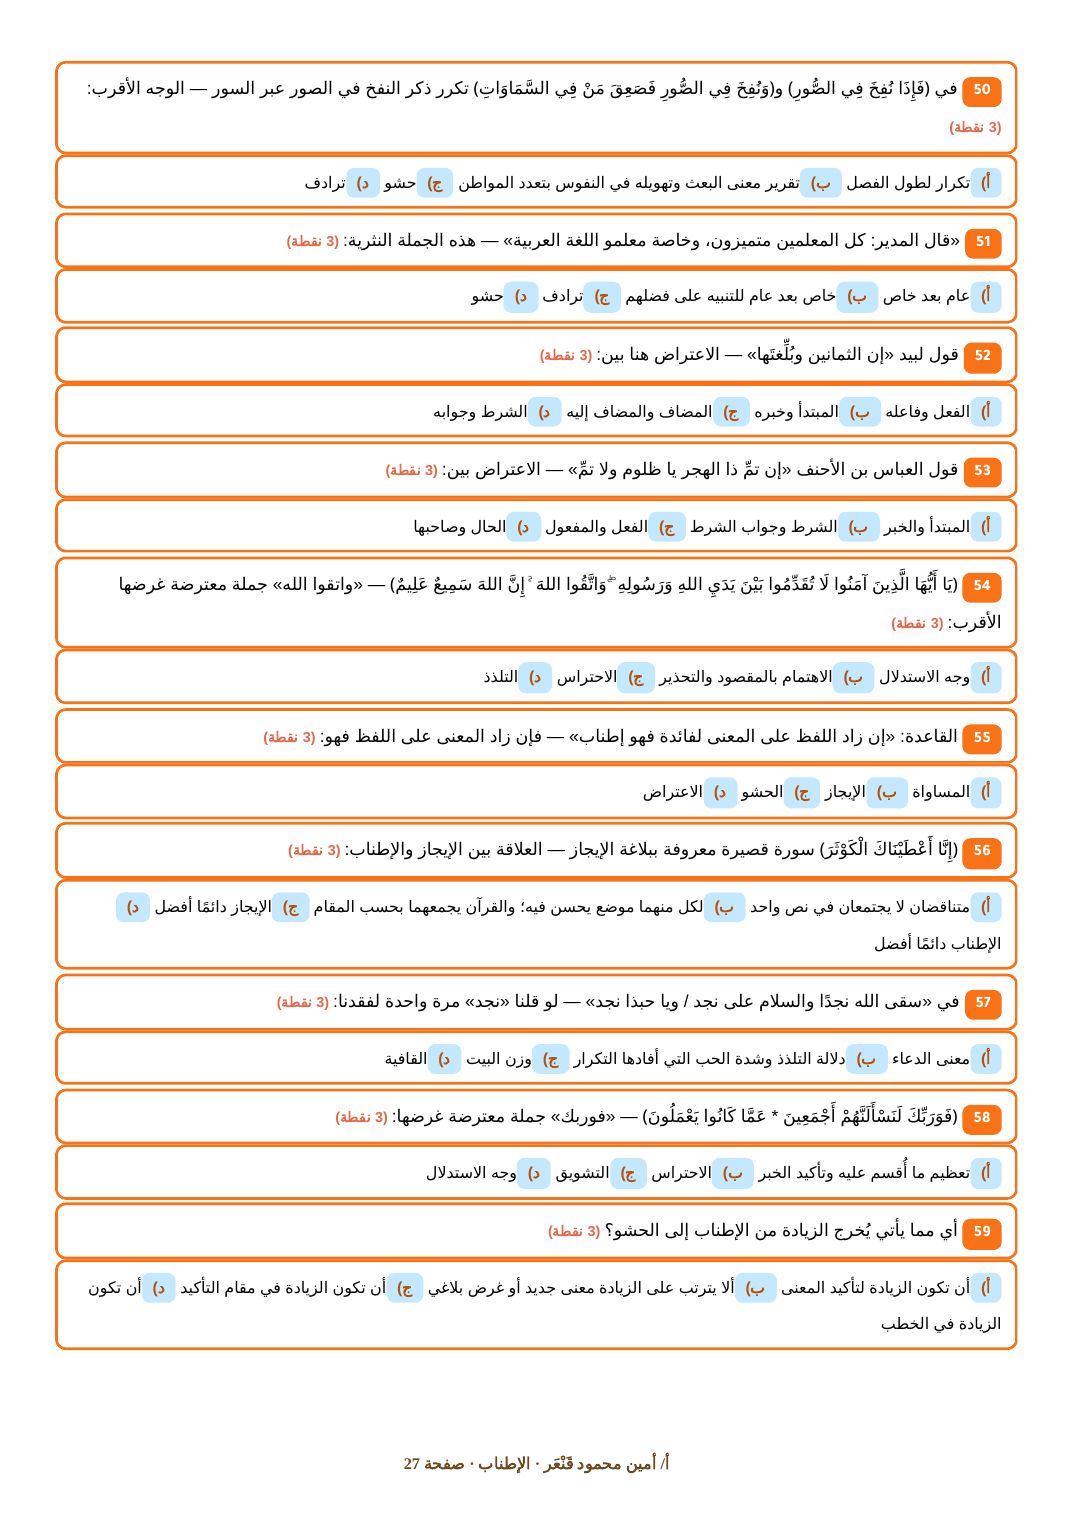 50 في (فَإِذَا نُفِخَ فِي الصُّورِ) و(وَنُفِخَ فِي الصُّورِ فَصَعِقَ مَنْ فِي السَّمَاوَاتِ) تكرر ذكر النفخ في الصور عبر السور — الوجه الأقرب:
(3 نقطة)
أ) تكرار لطول الفصل ب) تقرير معنى البعث وتهويله في النفوس بتعدد المواطن ج) حشو د) ترادف
51 «قال المدير: كل المعلمين متميزون، وخاصة معلمو اللغة العربية» — هذه الجملة النثرية: (3 نقطة)
أ) عام بعد خاص ب) خاص بعد عام للتنبيه على فضلهم ج) ترادف د) حشو
52 قول لبيد «إن الثمانين وبُلِّغتَها» — الاعتراض هنا بين: (3 نقطة)
أ) الفعل وفاعله ب) المبتدأ وخبره ج) المضاف والمضاف إليه د) الشرط وجوابه
53 قول العباس بن الأحنف «إن تمِّ ذا الهجر يا ظلوم ولا تمِّ» — الاعتراض بين: (3 نقطة)
أ) المبتدأ والخبر ب) الشرط وجواب الشرط ج) الفعل والمفعول د) الحال وصاحبها
54 (يَا أَيُّهَا الَّذِينَ آمَنُوا لَا تُقَدِّمُوا بَيْنَ يَدَيِ اللهِ وَرَسُولِهِ ۖ وَاتَّقُوا اللهَ ۚ إِنَّ اللهَ سَمِيعٌ عَلِيمٌ) — «واتقوا الله» جملة معترضة غرضها
الأقرب: (3 نقطة)
أ) وجه الاستدلال ب) الاهتمام بالمقصود والتحذير ج) الاحتراس د) التلذذ
55 القاعدة: «إن زاد اللفظ على المعنى لفائدة فهو إطناب» — فإن زاد المعنى على اللفظ فهو: (3 نقطة)
أ) المساواة ب) الإيجاز ج) الحشو د) الاعتراض
56 (إِنَّا أَعْطَيْنَاكَ الْكَوْثَرَ) سورة قصيرة معروفة ببلاغة الإيجاز — العلاقة بين الإيجاز والإطناب: (3 نقطة)
أ) متناقضان لا يجتمعان في نص واحد ب) لكل منهما موضع يحسن فيه؛ والقرآن يجمعهما بحسب المقام ج) الإيجاز دائمًا أفضل د)
الإطناب دائمًا أفضل
57 في «سقى الله نجدًا والسلام على نجد / ويا حبذا نجد» — لو قلنا «نجد» مرة واحدة لفقدنا: (3 نقطة)
أ) معنى الدعاء ب) دلالة التلذذ وشدة الحب التي أفادها التكرار ج) وزن البيت د) القافية
58 (فَوَرَبِّكَ لَنَسْأَلَنَّهُمْ أَجْمَعِينَ * عَمَّا كَانُوا يَعْمَلُونَ) — «فوربك» جملة معترضة غرضها: (3 نقطة)
أ) تعظيم ما أُقسم عليه وتأكيد الخبر ب) الاحتراس ج) التشويق د) وجه الاستدلال
59 أي مما يأتي يُخرج الزيادة من الإطناب إلى الحشو؟ (3 نقطة)
أ) أن تكون الزيادة لتأكيد المعنى ب) ألا يترتب على الزيادة معنى جديد أو غرض بلاغي ج) أن تكون الزيادة في مقام التأكيد د) أن تكون
الزيادة في الخطب
أ/ أمين محمود قَنْعَر · الإطناب · صفحة 27